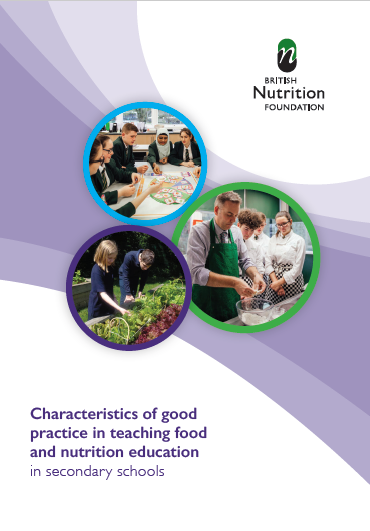 n
BRITISH
Nutrition
FOUNDATION
Characteristics of good
practice in teaching food
and nutrition education
in secondary schools